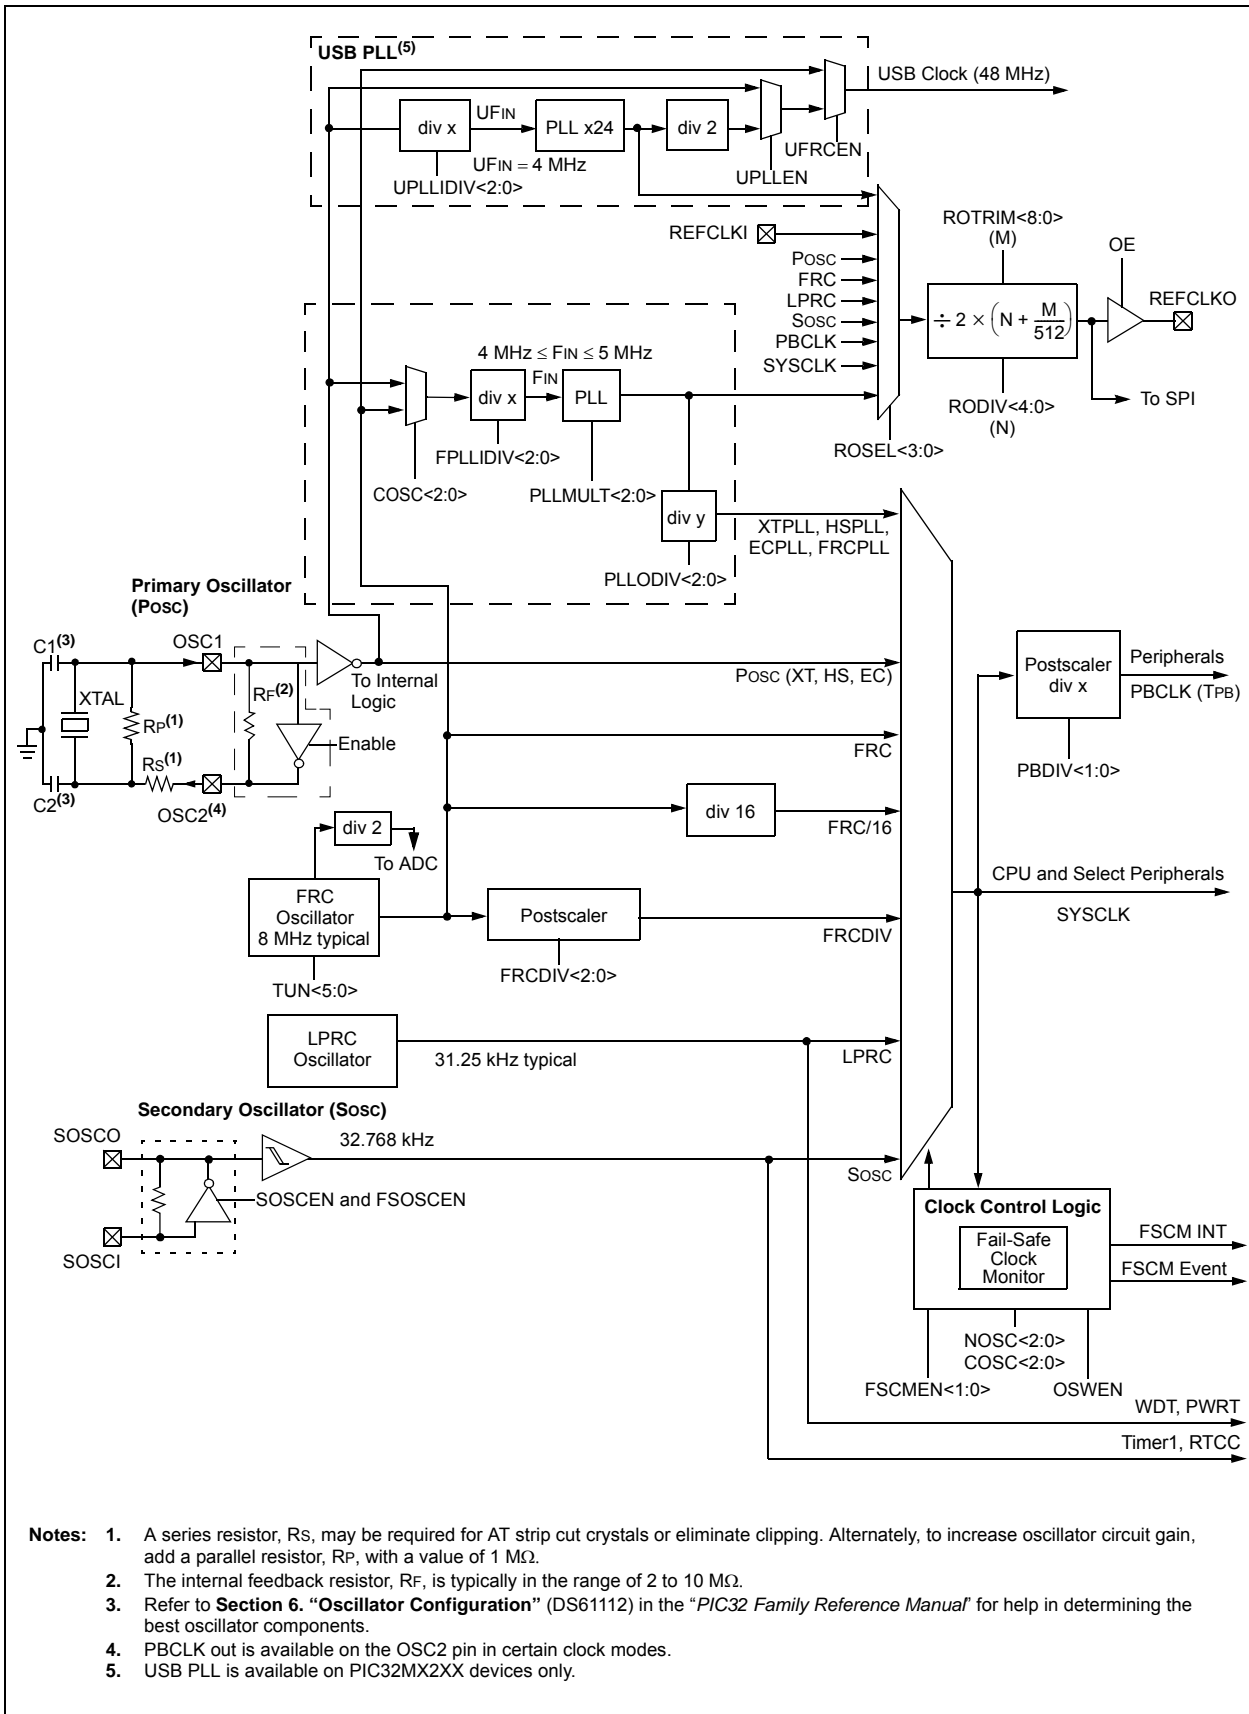 USB PLL(5)
USB Clock (48 MHz)
UFIN
div x
PLL x24
div 2
UFRCEN
UFIN = 4 MHz
UPLLEN
UPLLIDIV<2:0>
ROTRIM<8:0>
(M)
REFCLKI
OE
POSC
FRC
LPRC
SOSC
PBCLK
SYSCLK
÷ 2 × (N + M/512)
REFCLKO
4 MHz ≤ FIN ≤ 5 MHz
FIN
div x
PLL
To SPI
RODIV<4:0>
(N)
ROSEL<3:0>
FPLLIDIV<2:0>
COSC<2:0>
PLLMULT<2:0>
div y
XTPLL, HSPLL,
ECPLL, FRCPLL
PLLODIV<2:0>
Primary Oscillator
(POSC)
C1(3)
OSC1
XTAL
RP(1)
RF(2)
To Internal
Logic
POSC (XT, HS, EC)
Postscaler
div x
Peripherals
PBCLK (TPB)
Enable
RS(1)
FRC
PBDIV<1:0>
C2(3)
OSC2(4)
div 2
To ADC
div 16
FRC/16
CPU and Select Peripherals
SYSCLK
FRC
Oscillator
8 MHz typical
Postscaler
FRCDIV
TUN<5:0>
FRCDIV<2:0>
LPRC
Oscillator
31.25 kHz typical
LPRC
Secondary Oscillator (SOSC)
SOSCO
32.768 kHz
SOSC
SOSCEN and FSOSCEN
SOSCI
Clock Control Logic
Fail-Safe
Clock
Monitor
FSCM INT
FSCM Event
NOSC<2:0>
COSC<2:0>
FSCMEN<1:0>
OSWEN
WDT, PWRT
Timer1, RTCC
Notes: 1. A series resistor, RS, may be required for AT strip cut crystals or eliminate clipping. Alternately, to increase oscillator circuit gain,
add a parallel resistor, RP, with a value of 1 MΩ.
2. The internal feedback resistor, RF, is typically in the range of 2 to 10 MΩ.
3. Refer to Section 6. “Oscillator Configuration” (DS61112) in the “PIC32 Family Reference Manual” for help in determining the
best oscillator components.
4. PBCLK out is available on the OSC2 pin in certain clock modes.
5. USB PLL is available on PIC32MX2XX devices only.